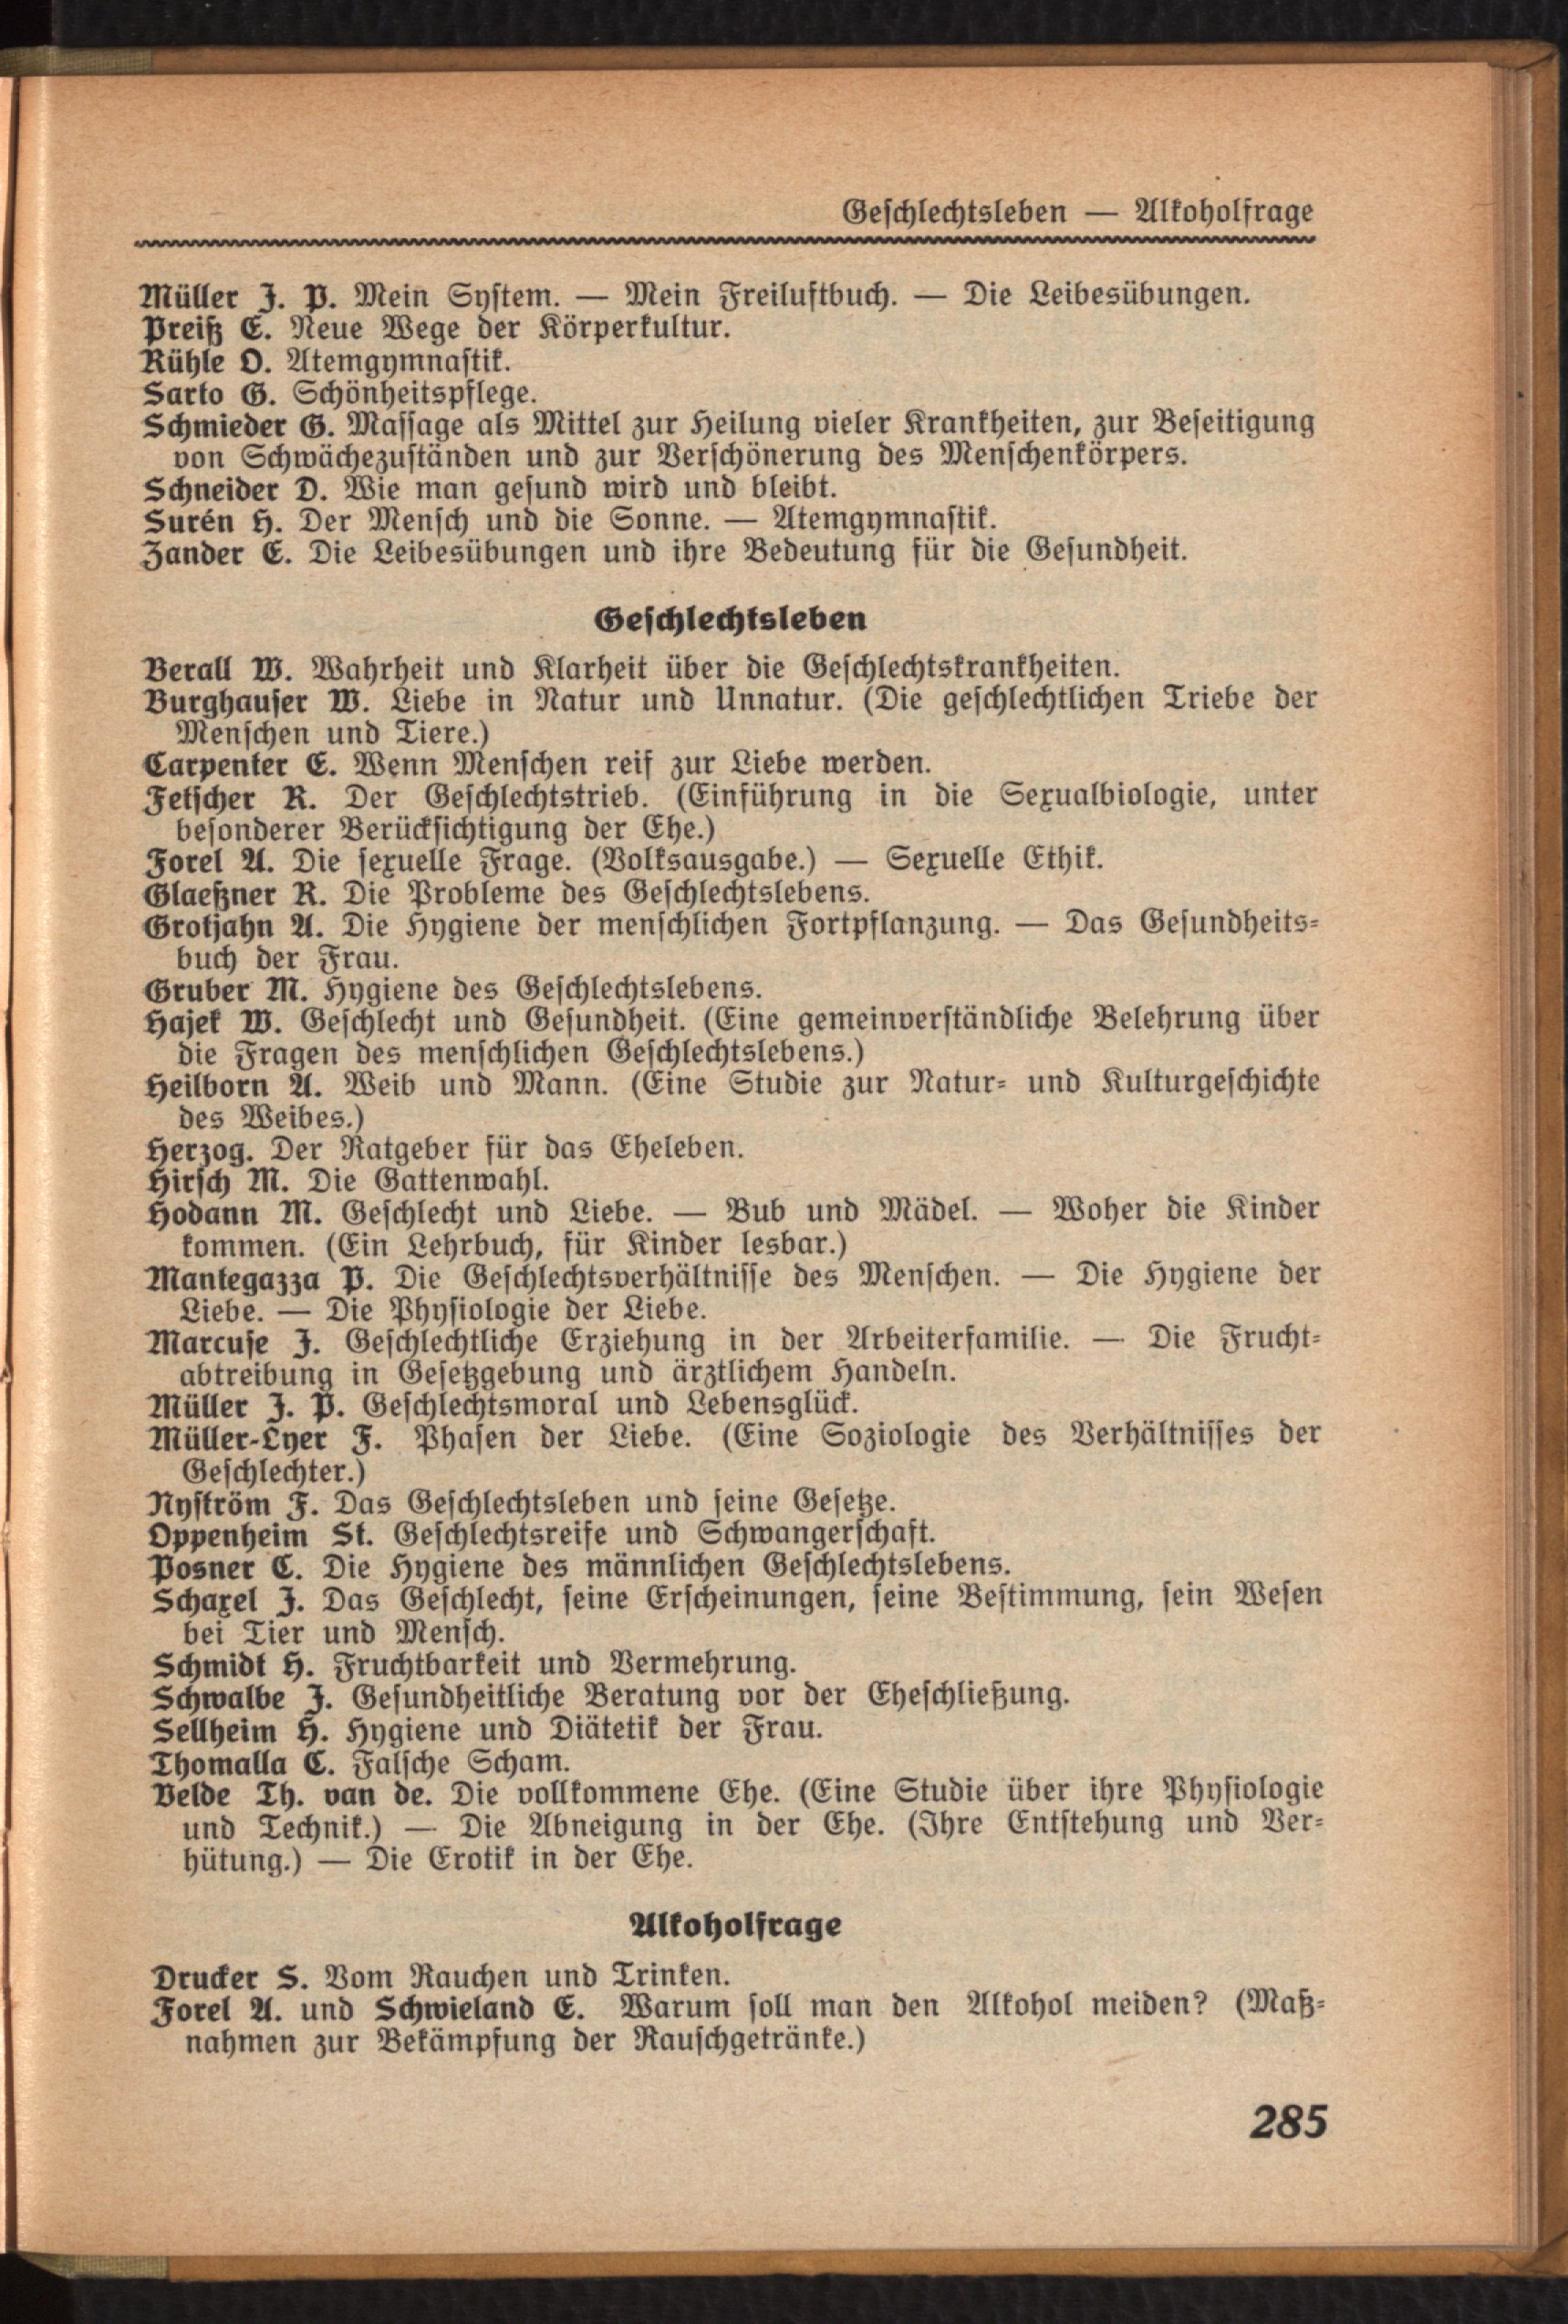 Geschlechtsleben — Alkoholfrage
Müller J. P. Mein System. — Mein Freiluftbuch. — Die Leibesübungen.
Preiß E. Neue Wege der Körperkultur.
Rühle O. Atemgymnastik.
Sarto G. Schönheitspflege.
Schmieder G. Massage als Mittel zur Heilung vieler Krankheiten, zur Beseitigung
von Schwächezuständen und zur Verschönerung des Menschenkörpers.
Schneider D. Wie man gesund wird und bleibt.
Surén H. Der Mensch und die Sonne. — Atemgymnastik.
Zander E. Die Leibesübungen und ihre Bedeutung für die Gesundheit.
Geschlechtsleben
Berall W. Wahrheit und Klarheit über die Geschlechtskrankheiten.
Burghauser W. Liebe in Natur und Unnatur. (Die geschlechtlichen Triebe der
Menschen und Tiere.)
Carpenter E. Wenn Menschen reif zur Liebe werden.
Fetscher R. Der Geschlechtstrieb. (Einführung in die Sexualbiologie, unter
besonderer Berücksichtigung der Ehe.)
Forel A. Die sexuelle Frage. (Volksausgabe.) — Sexuelle Ethik.
Glaeßner R. Die Probleme des Geschlechtslebens.
Grotjahn A. Die Hygiene der menschlichen Fortpflanzung. — Das Gesundheits-
buch der Frau.
Gruber M. Hygiene des Geschlechtslebens.
Hajek W. Geschlecht und Gesundheit. (Eine gemeinverständliche Belehrung über
die Fragen des menschlichen Geschlechtslebens.)
Heilborn A. Weib und Mann. (Eine Studie zur Natur- und Kulturgeschichte
des Weibes.)
Herzog. Der Ratgeber für das Eheleben.
Hirsch M. Die Gattenwahl.
Hodann M. Geschlecht und Liebe. — Bub und Mädel. — Woher die Kinder
kommen. (Ein Lehrbuch, für Kinder lesbar.)
Mantegazza P. Die Geschlechtsverhältnisse des Menschen. — Die Hygiene der
Liebe. — Die Physiologie der Liebe.
Marcuse J. Geschlechtliche Erziehung in der Arbeiterfamilie. — Die Frucht-
abtreibung in Gesetzgebung und ärztlichem Handeln.
Müller J. P. Geschlechtsmoral und Lebensglück.
Müller-Lyer F. Phasen der Liebe. (Eine Soziologie des Verhältnisses der
Geschlechter.)
Nyström F. Das Geschlechtsleben und seine Gesetze.
Oppenheim St. Geschlechtsreife und Schwangerschaft.
Posner C. Die Hygiene des männlichen Geschlechtslebens.
Schaxel J. Das Geschlecht, seine Erscheinungen, seine Bestimmung, sein Wesen
bei Tier und Mensch.
Schmidt H. Fruchtbarkeit und Vermehrung.
Schwalbe J. Gesundheitliche Beratung vor der Eheschließung.
Sellheim H. Hygiene und Diätetik der Frau.
Thomalla C. Falsche Scham.
Velde Th. van de. Die vollkommene Ehe. (Eine Studie über ihre Physiologie
und Technik.) — Die Abneigung in der Ehe. (Ihre Entstehung und Ver-
hütung.) — Die Erotik in der Ehe.
Alkoholfrage
Drucker S. Vom Rauchen und Trinken.
Forel A. und Schwieland E. Warum soll man den Alkohol meiden? (Maß-
nahmen zur Bekämpfung der Rauschgetränke.)
285